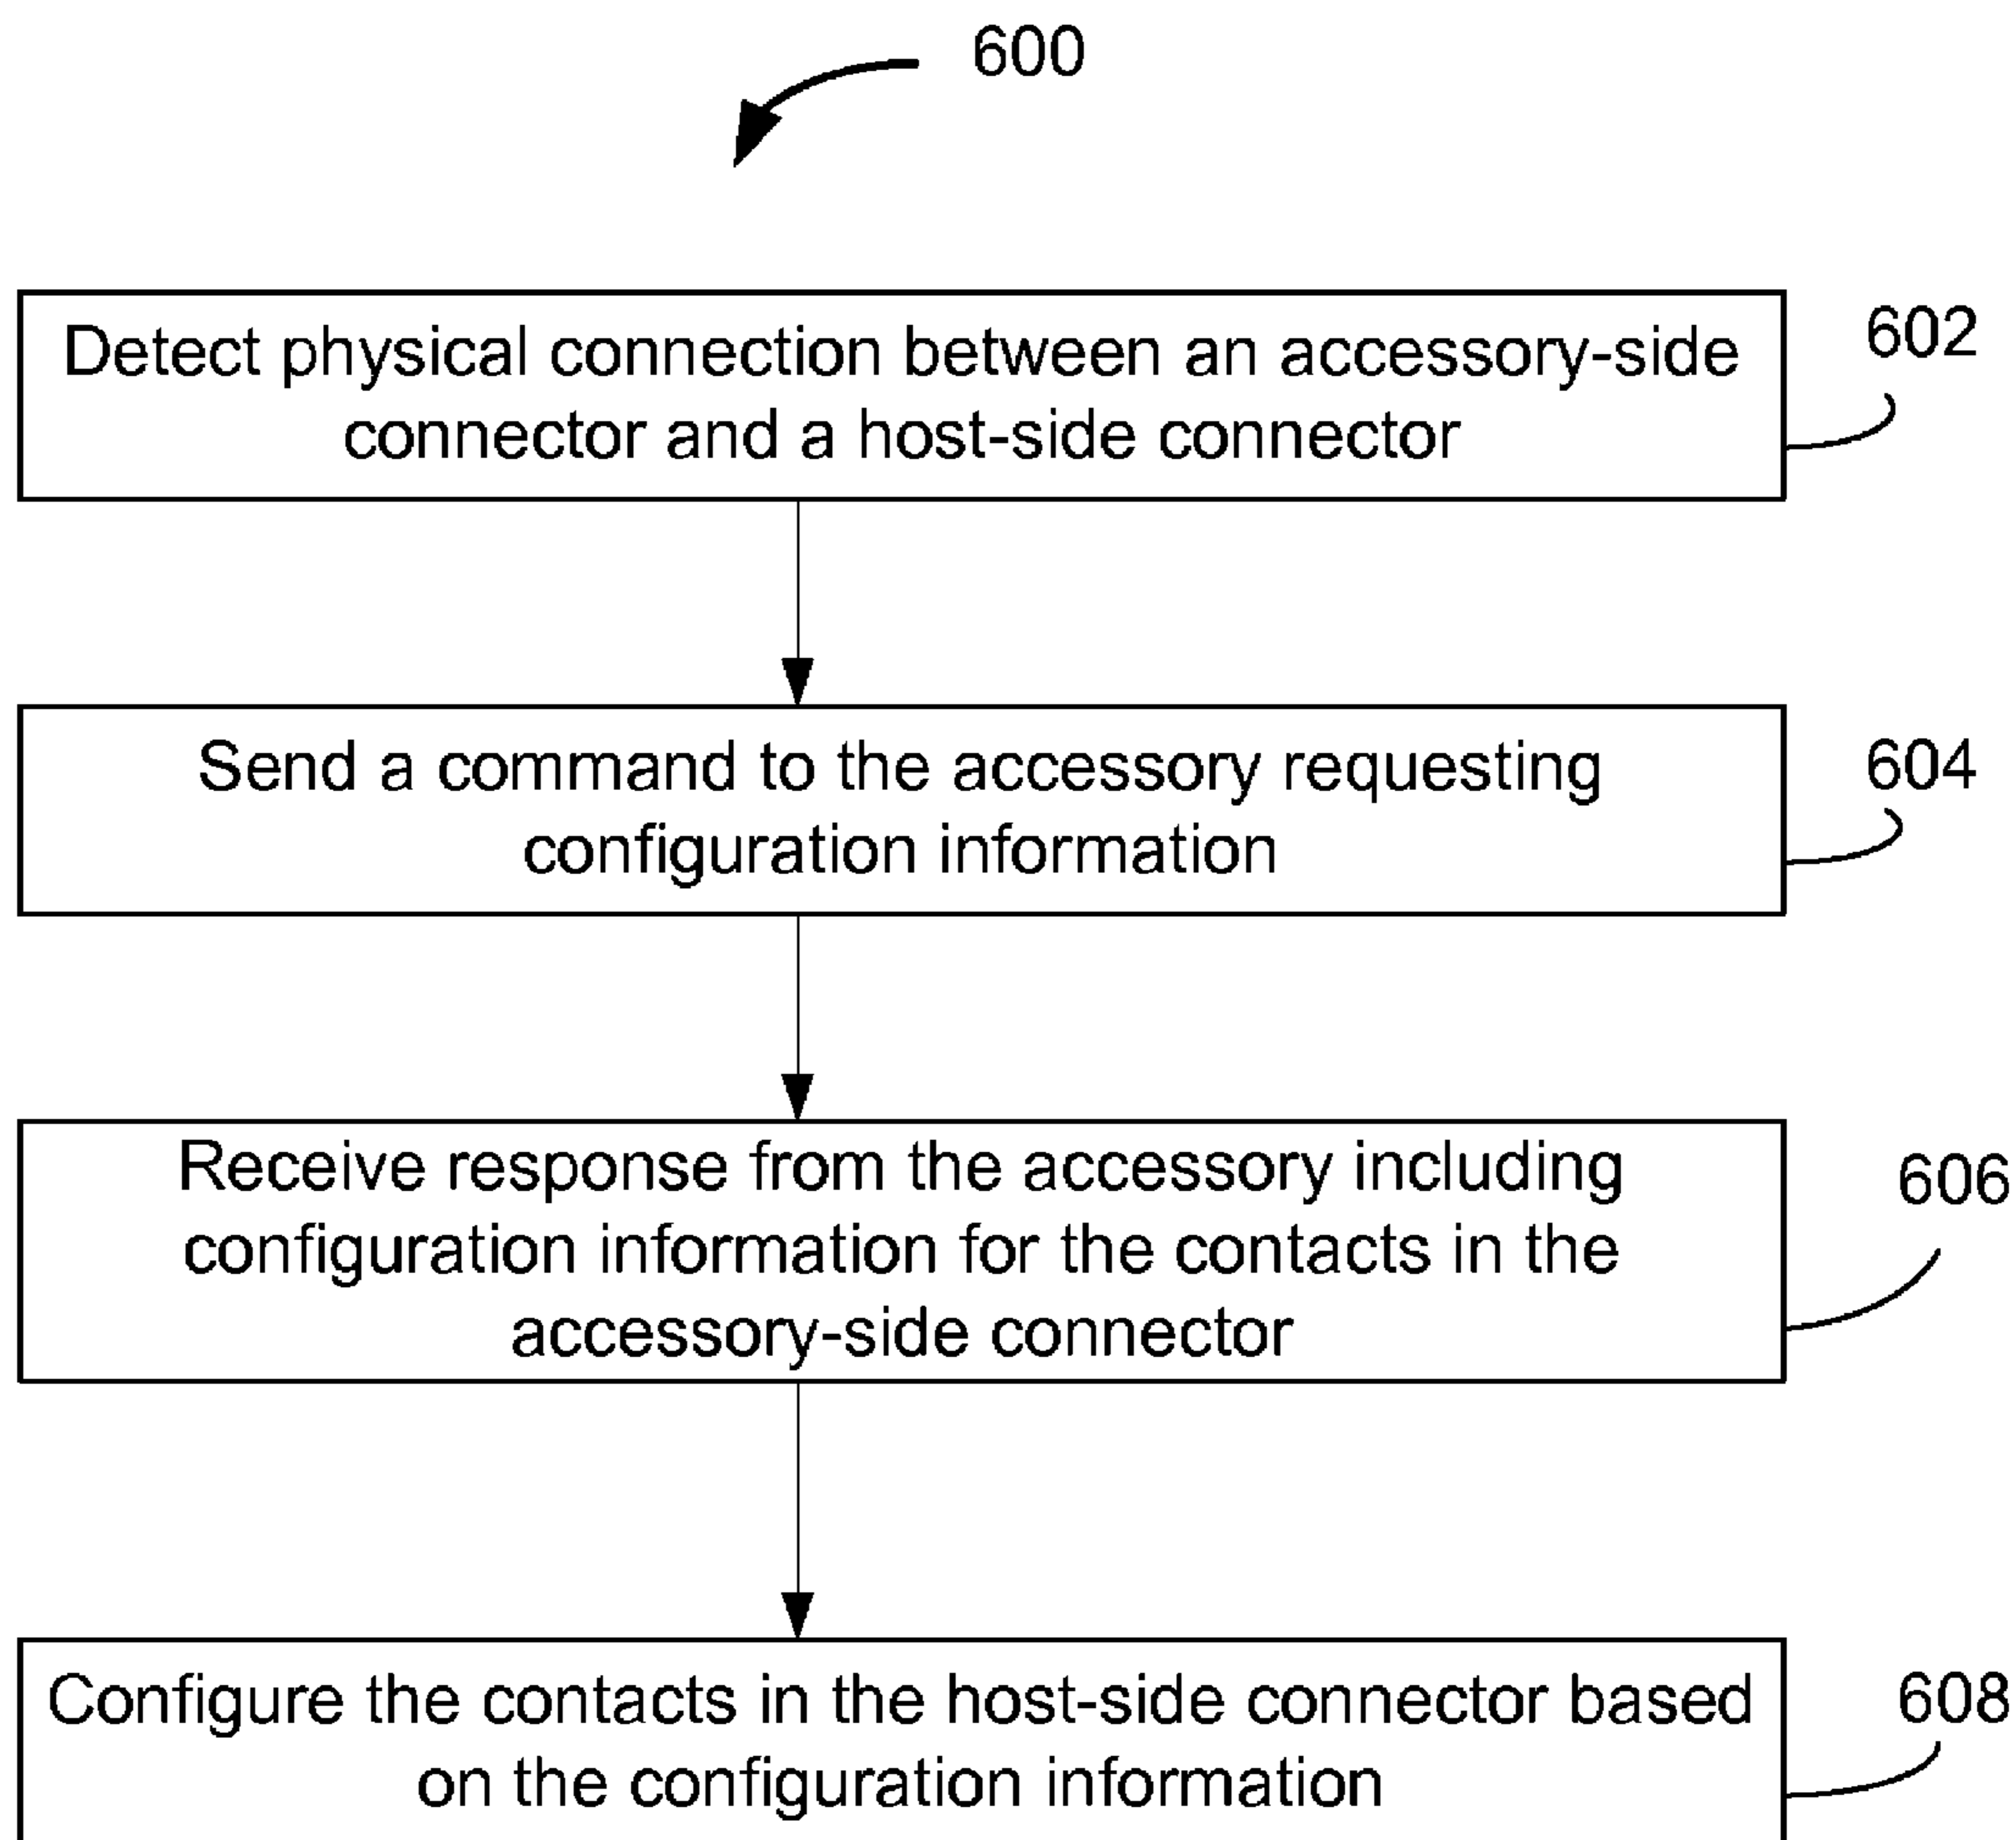 600
Detect physical connection between an accessory-side
connector and a host-side connector
602
Send a command to the accessory requesting
configuration information
604
Receive response from the accessory including
configuration information for the contacts in the
accessory-side connector
606
Configure the contacts in the host-side connector based
on the configuration information
608